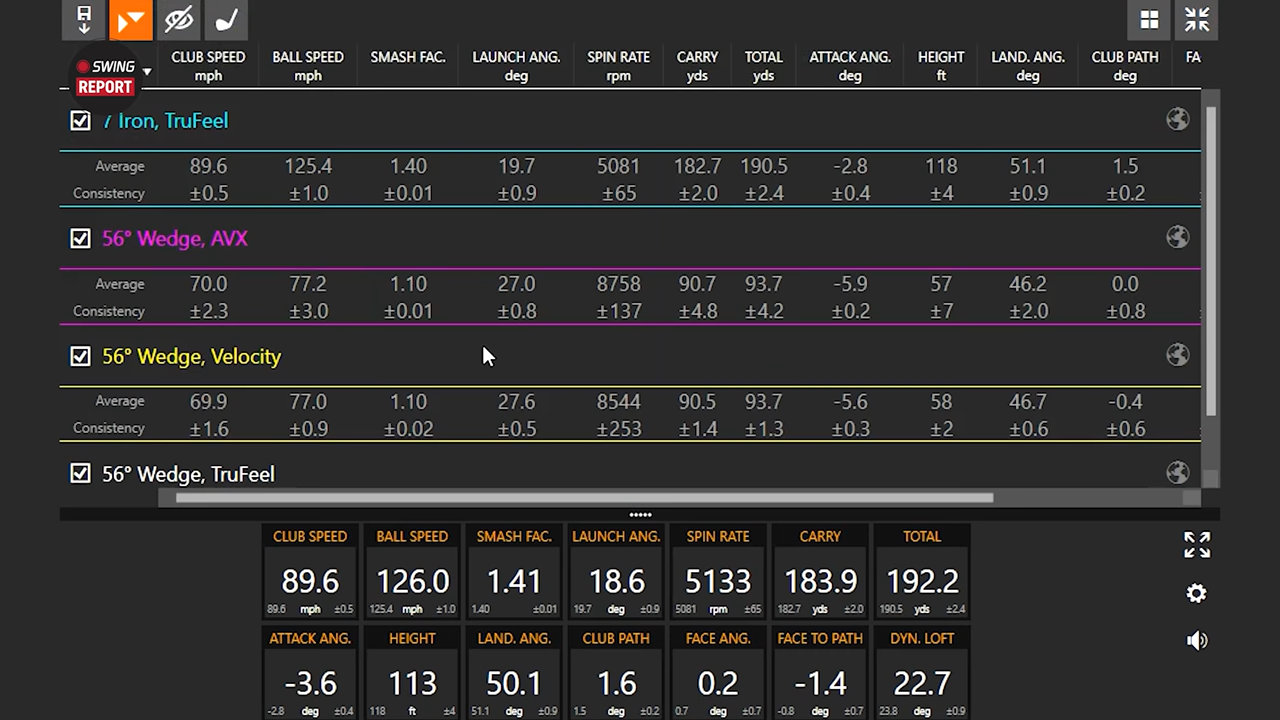 CLUB SPEED BALL SPEED SMASH FAC. LAUNCH ANG. SPIN RATE CARRY TOTAL ATTACK ANG. HEIGHT LAND. ANG. CLUB PATH FA
mph mph deg rpm yds yds deg ft deg deg
SWING
REPORT
7 Iron, TruFeel
Average 89.6 125.4 1.40 19.7 5081 182.7 190.5 -2.8 118 51.1 1.5
Consistency ±0.5 ±1.0 ±0.01 ±0.9 ±65 ±2.0 ±2.4 ±0.4 ±4 ±0.9 ±0.2
56° Wedge, AVX
Average 70.0 77.2 1.10 27.0 8758 90.7 93.7 -5.9 57 46.2 0.0
Consistency ±2.3 ±3.0 ±0.01 ±0.8 ±137 ±4.8 ±4.2 ±0.2 ±7 ±2.0 ±0.8
56° Wedge, Velocity
Average 69.9 77.0 1.10 27.6 8544 90.5 93.7 -5.6 58 46.7 -0.4
Consistency ±1.6 ±0.9 ±0.02 ±0.5 ±253 ±1.4 ±1.3 ±0.3 ±2 ±0.6 ±0.6
56° Wedge, TruFeel
CLUB SPEED BALL SPEED SMASH FAC. LAUNCH ANG. SPIN RATE CARRY TOTAL
89.6 126.0 1.41 18.6 5133 183.9 192.2
89.6 mph ±0.5 125.4 mph ±1.0 1.40 ±0.01 19.7 deg ±0.9 5081 rpm ±65 182.7 yds ±2.0 190.5 yds ±2.4
ATTACK ANG. HEIGHT LAND. ANG. CLUB PATH FACE ANG. FACE TO PATH DYN. LOFT
-3.6 113 50.1 1.6 0.2 -1.4 22.7
-2.8 deg ±0.4 118 ft ±4 51.1 deg ±0.9 1.5 deg ±0.2 0.7 deg ±0.7 -0.8 deg ±0.7 23.8 deg ±0.9